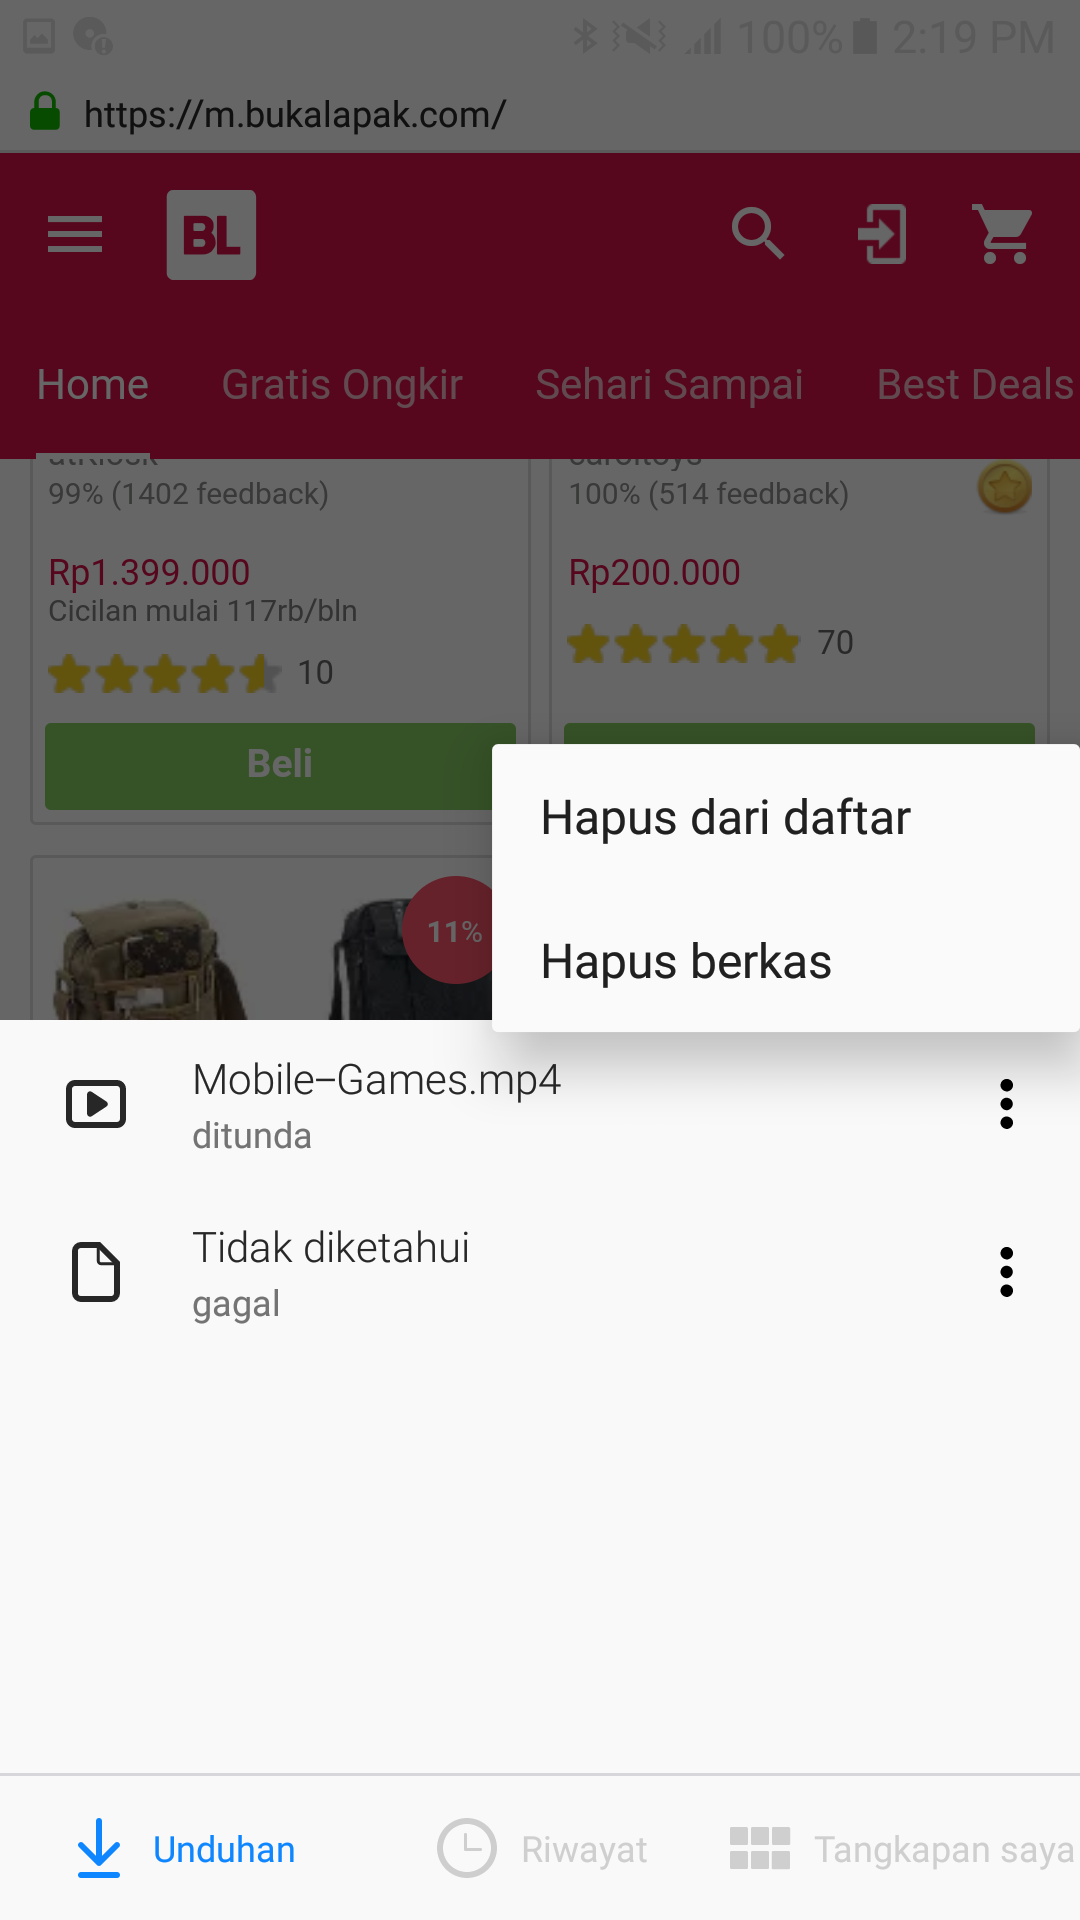 100% 2:19 PM
https://m.bukalapak.com/
BL
Home Gratis Ongkir Sehari Sampai Best Deals
99% (1402 feedback) 100% (514 feedback)
Rp1.399.000 Rp200.000
Cicilan mulai 117rb/bln
70
10
Beli
Hapus dari daftar
11%
Hapus berkas
Mobile–Games.mp4
ditunda
Tidak diketahui
gagal
Unduhan Riwayat Tangkapan saya